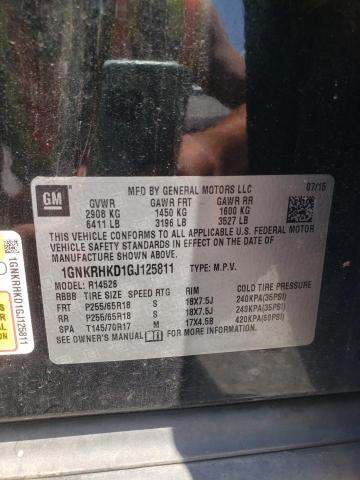 MFD BY GENERAL MOTORS LLC 07/15
GM
GVWR GAWR FRT GAWR RR
2908 KG 1450 KG 1600 KG
6411 LB 3196 LB 3527 LB
THIS VEHICLE CONFORMS TO ALL APPLICABLE U.S. FEDERAL MOTOR
VEHICLE SAFETY STANDARDS IN EFFECT ON THE DATE OF
MANUFACTURE SHOWN ABOVE.
1GNKRHKD1GJ125811 TYPE: M.P.V.
MODEL: R14526
RBBB TIRE SIZE SPEED RTG RIM COLD TIRE PRESSURE
FRT P255/65R18 S 18X7.5J 240KPA(35PSI)
RR P255/65R18 S 18X7.5J 240KPA(35PSI)
SPA T145/70R17 M 17X4.5B 420KPA(60PSI)
SEE OWNER'S MANUAL FOR ADDITIONAL INFORMATION.
1GNKRHKD1GJ125811